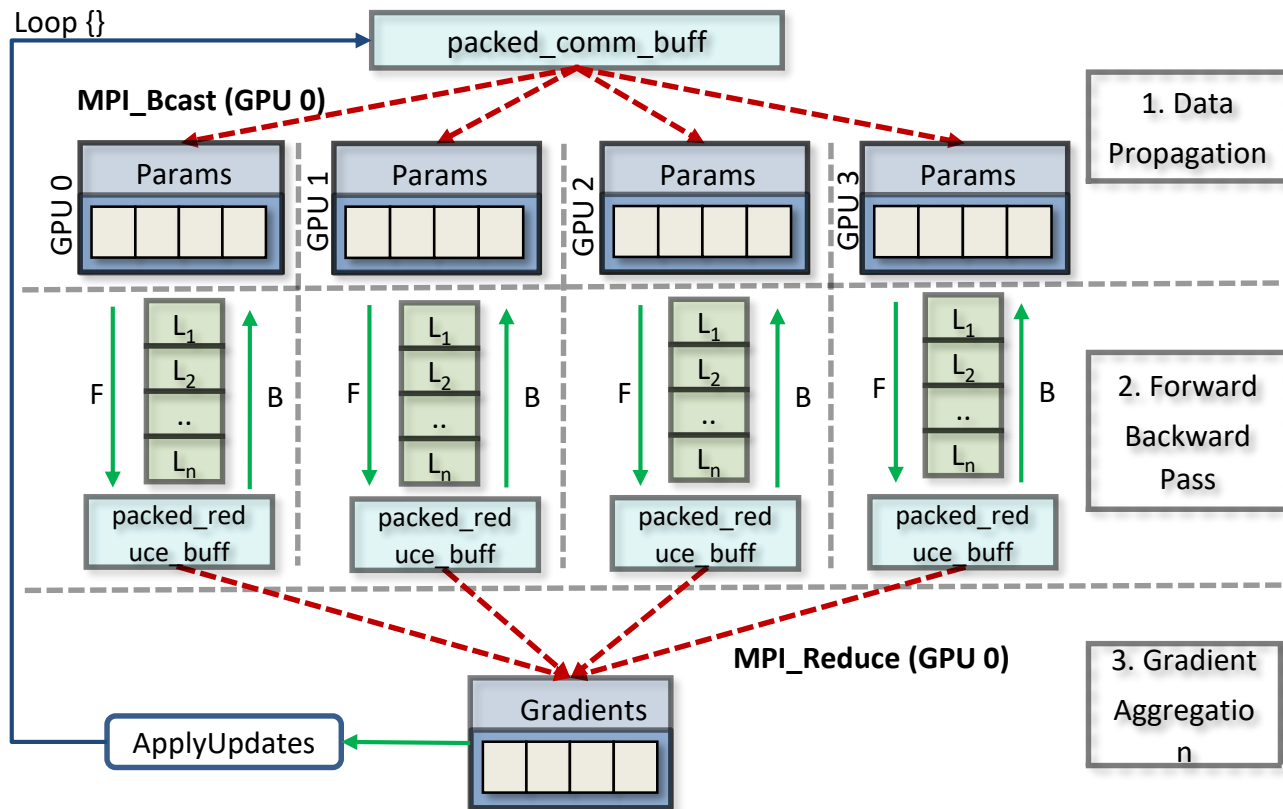 Loop {}
packed_comm_buff
MPI_Bcast (GPU 0)
1. Data
Propagation
GPU 0
Params
GPU 1
Params
GPU 2
Params
GPU 3
Params
F
L1
L2
..
Ln
B
F
L1
L2
..
Ln
B
F
L1
L2
..
Ln
B
F
L1
L2
..
Ln
B
2. Forward
Backward
Pass
packed_red
uce_buff
packed_red
uce_buff
packed_red
uce_buff
packed_red
uce_buff
MPI_Reduce (GPU 0)
3. Gradient
Aggregatio
n
Gradients
ApplyUpdates